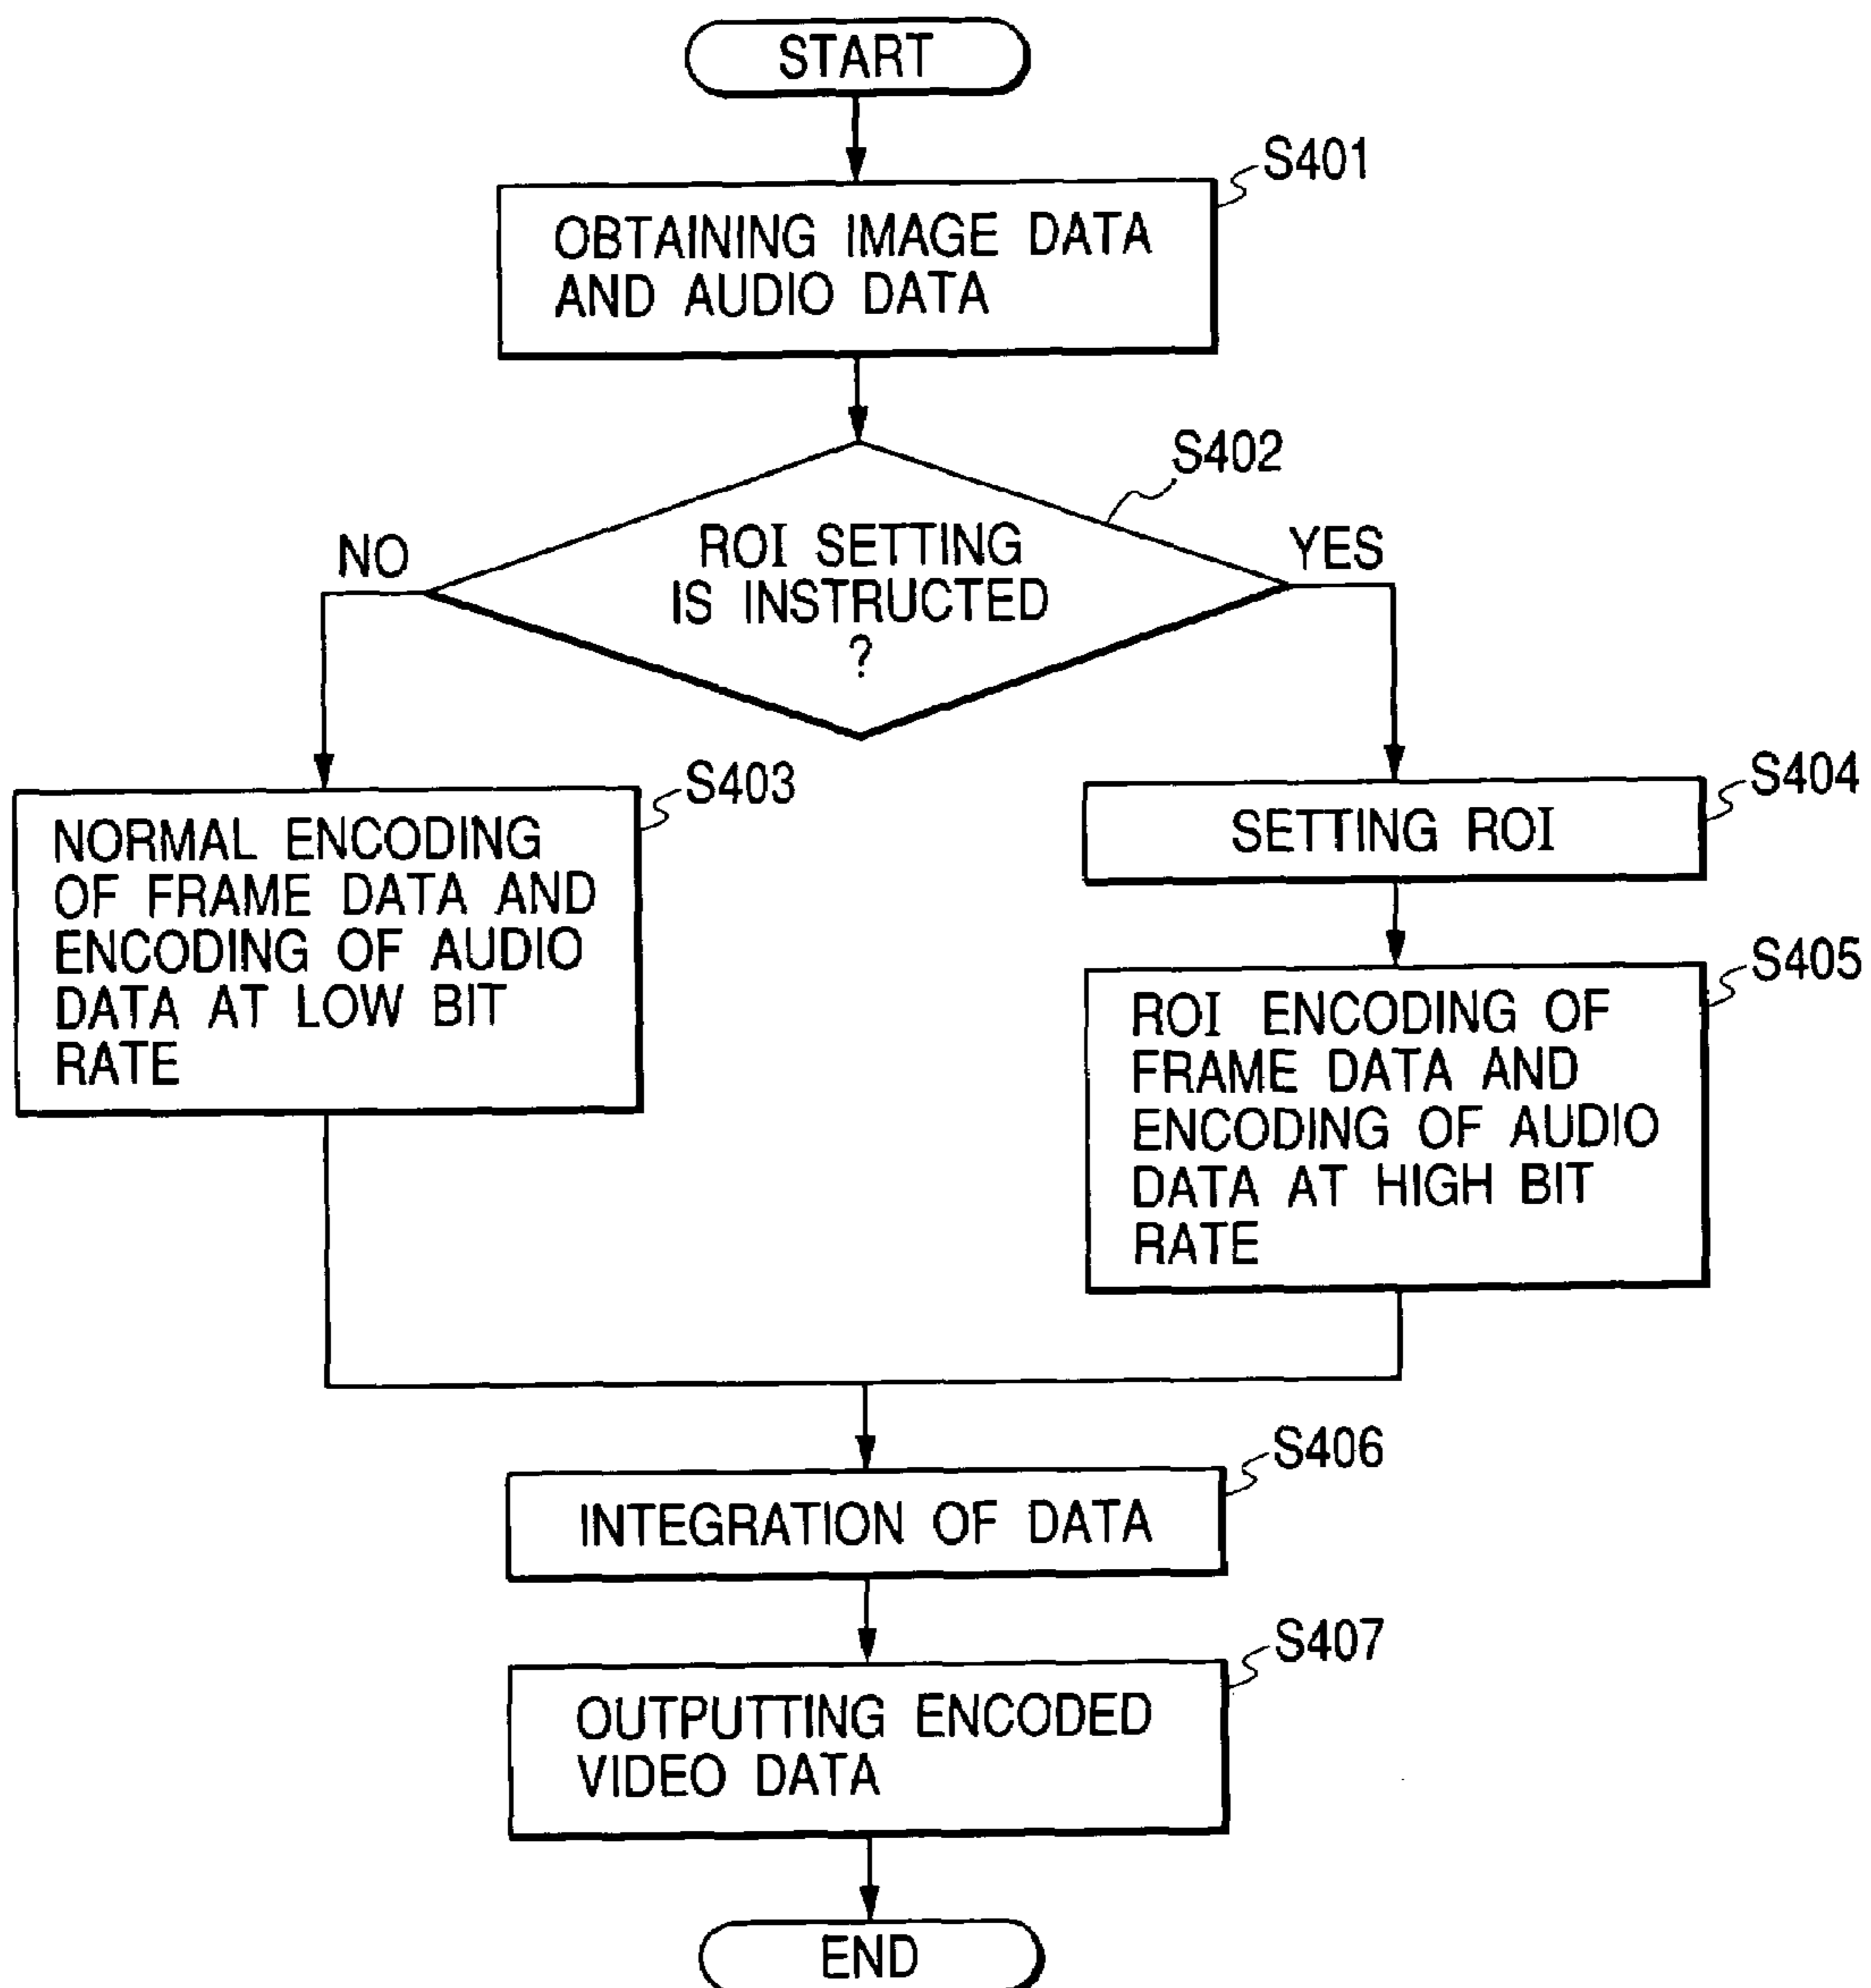 START
S401
OBTAINING IMAGE DATA
AND AUDIO DATA
S402
ROI SETTING
IS INSTRUCTED
?
NO
YES
S403
NORMAL ENCODING
OF FRAME DATA AND
ENCODING OF AUDIO
DATA AT LOW BIT
RATE
S404
SETTING ROI
S405
ROI ENCODING OF
FRAME DATA AND
ENCODING OF AUDIO
DATA AT HIGH BIT
RATE
S406
INTEGRATION OF DATA
S407
OUTPUTTING ENCODED
VIDEO DATA
END